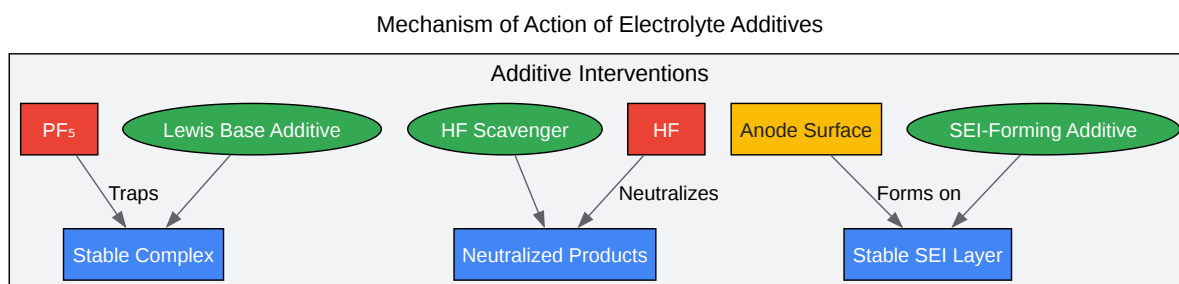 Mechanism of Action of Electrolyte Additives
Additive Interventions
PF₅
Lewis Base Additive
HF Scavenger
HF
Anode Surface
SEI-Forming Additive
Traps
Neutralizes
Forms on
Stable Complex
Neutralized Products
Stable SEI Layer